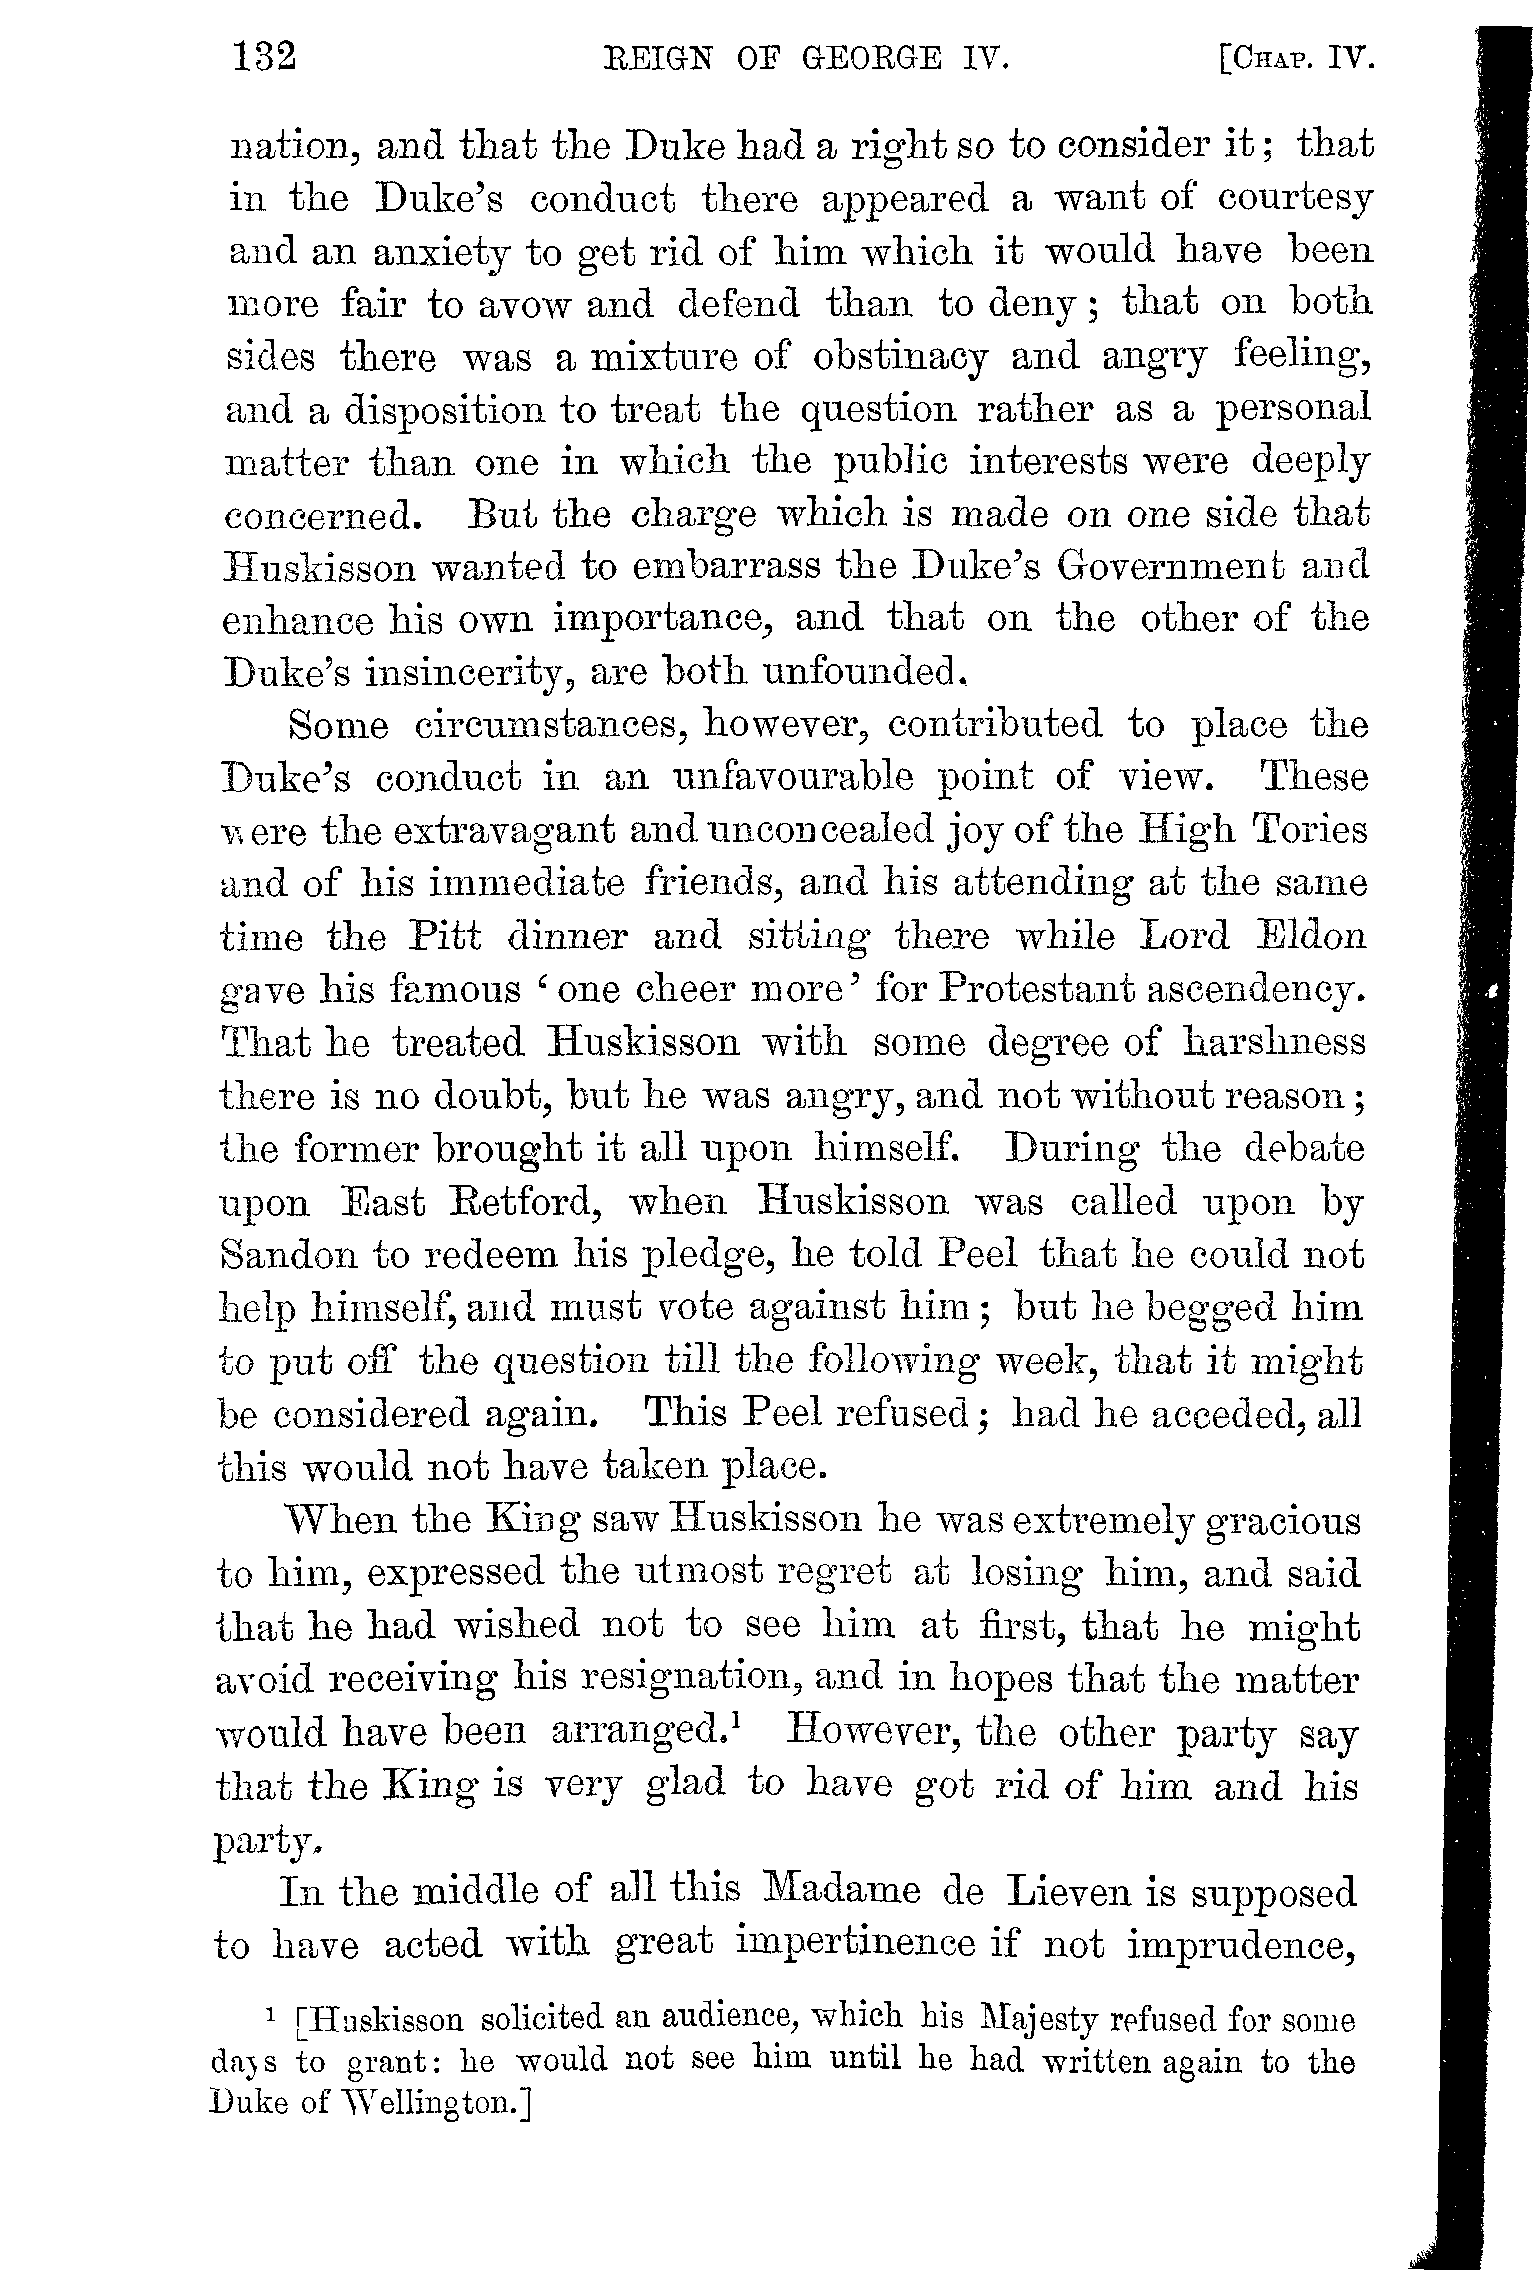 132 REIGN OF GEORGE IV. [CHAP. IV.
nation, and that the Duke had a right so to consider it; that
in the Duke's conduct there appeared a want of courtesy
and an anxiety to get rid of him which it would have been
more fair to avow and defend than to deny; that on both
sides there was a mixture of obstinacy and angry feeling,
and a disposition to treat the question rather as a personal
matter than one in which the public interests were deeply
concerned. But the charge which is made on one side that
Huskisson wanted to embarrass the Duke's Government and
enhance his own importance, and that on the other of the
Duke's insincerity, are both unfounded.
Some circumstances, however, contributed to place the
Duke's conduct in an unfavourable point of view. These
were the extravagant and unconcealed joy of the High Tories
and of his immediate friends, and his attending at the same
time the Pitt dinner and sitting there while Lord Eldon
gave his famous ‘one cheer more’ for Protestant ascendency.
That he treated Huskisson with some degree of harshness
there is no doubt, but he was angry, and not without reason;
the former brought it all upon himself. During the debate
upon East Retford, when Huskisson was called upon by
Sandon to redeem his pledge, he told Peel that he could not
help himself, and must vote against him; but he begged him
to put off the question till the following week, that it might
be considered again. This Peel refused; had he acceded, all
this would not have taken place.
When the King saw Huskisson he was extremely gracious
to him, expressed the utmost regret at losing him, and said
that he had wished not to see him at first, that he might
avoid receiving his resignation, and in hopes that the matter
would have been arranged.¹ However, the other party say
that the King is very glad to have got rid of him and his
party.
In the middle of all this Madame de Lieven is supposed
to have acted with great impertinence if not imprudence,
¹ [Huskisson solicited an audience, which his Majesty refused for some
days to grant: he would not see him until he had written again to the
Duke of Wellington.]